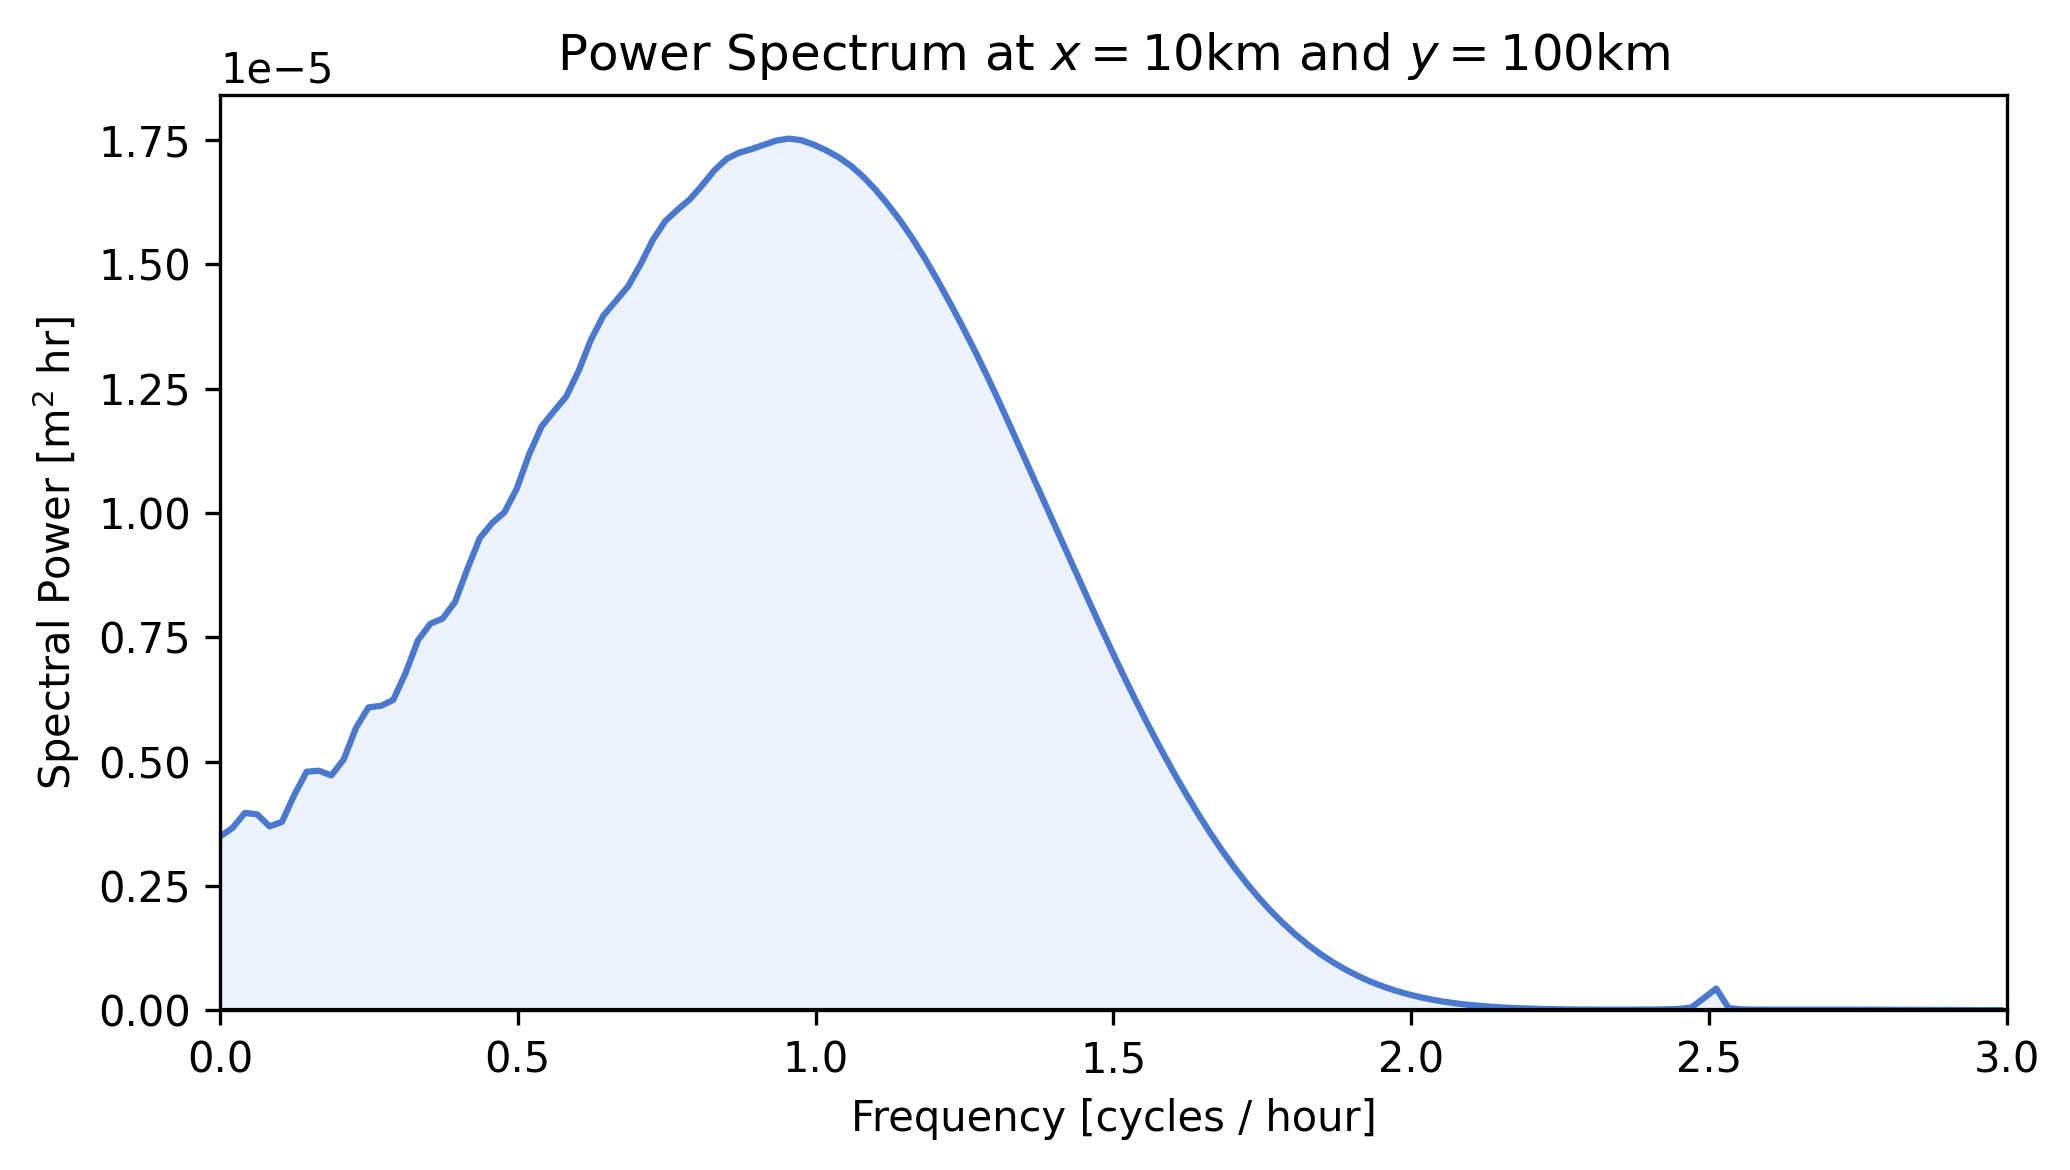 Power Spectrum at x = 10km and y = 100km
1e−5
1.75
1.50
1.25
1.00
0.75
0.50
0.25
0.00
Spectral Power [m² hr]
0.0 0.5 1.0 1.5 2.0 2.5 3.0
Frequency [cycles / hour]